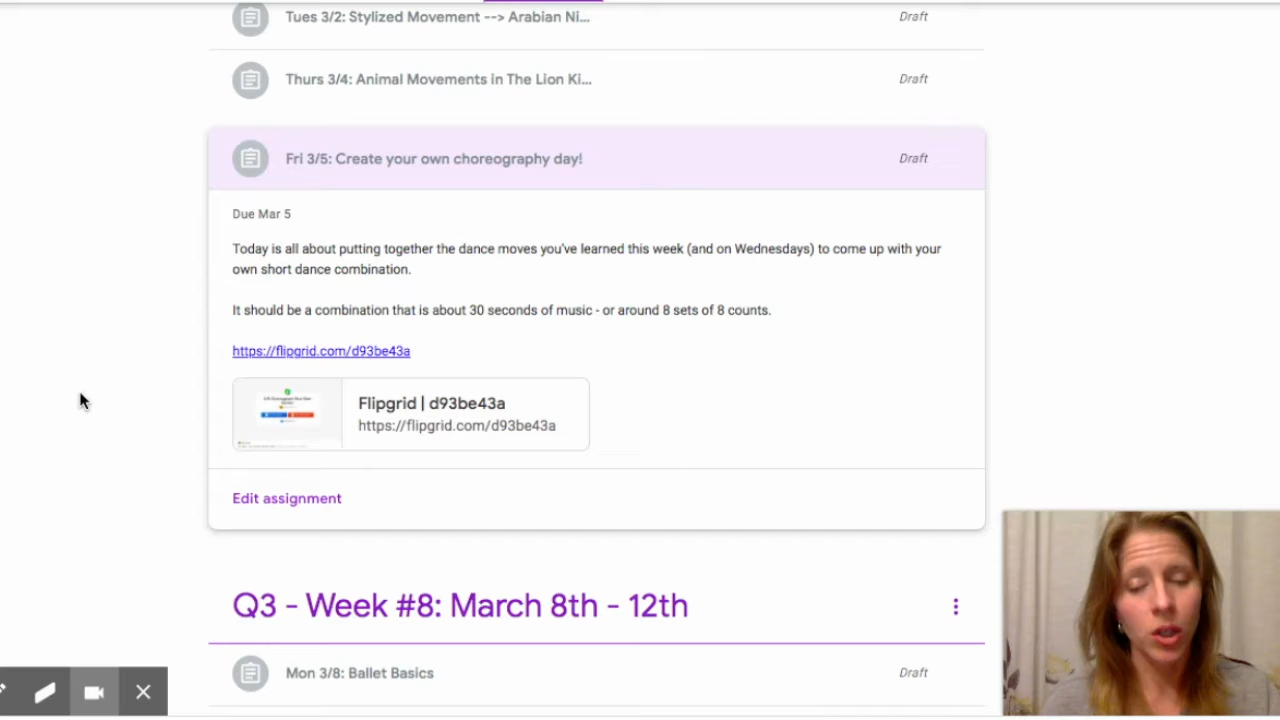 Tues 3/2: Stylized Movement --> Arabian Ni...
Draft
Thurs 3/4: Animal Movements in The Lion Ki...
Draft
Fri 3/5: Create your own choreography day!
Draft
Due Mar 5
Today is all about putting together the dance moves you've learned this week (and on Wednesdays) to come up with your
own short dance combination.
It should be a combination that is about 30 seconds of music - or around 8 sets of 8 counts.
https://flipgrid.com/d93be43a
Flipgrid | d93be43a
https://flipgrid.com/d93be43a
Edit assignment
Q3 - Week #8: March 8th - 12th
Mon 3/8: Ballet Basics
Draft